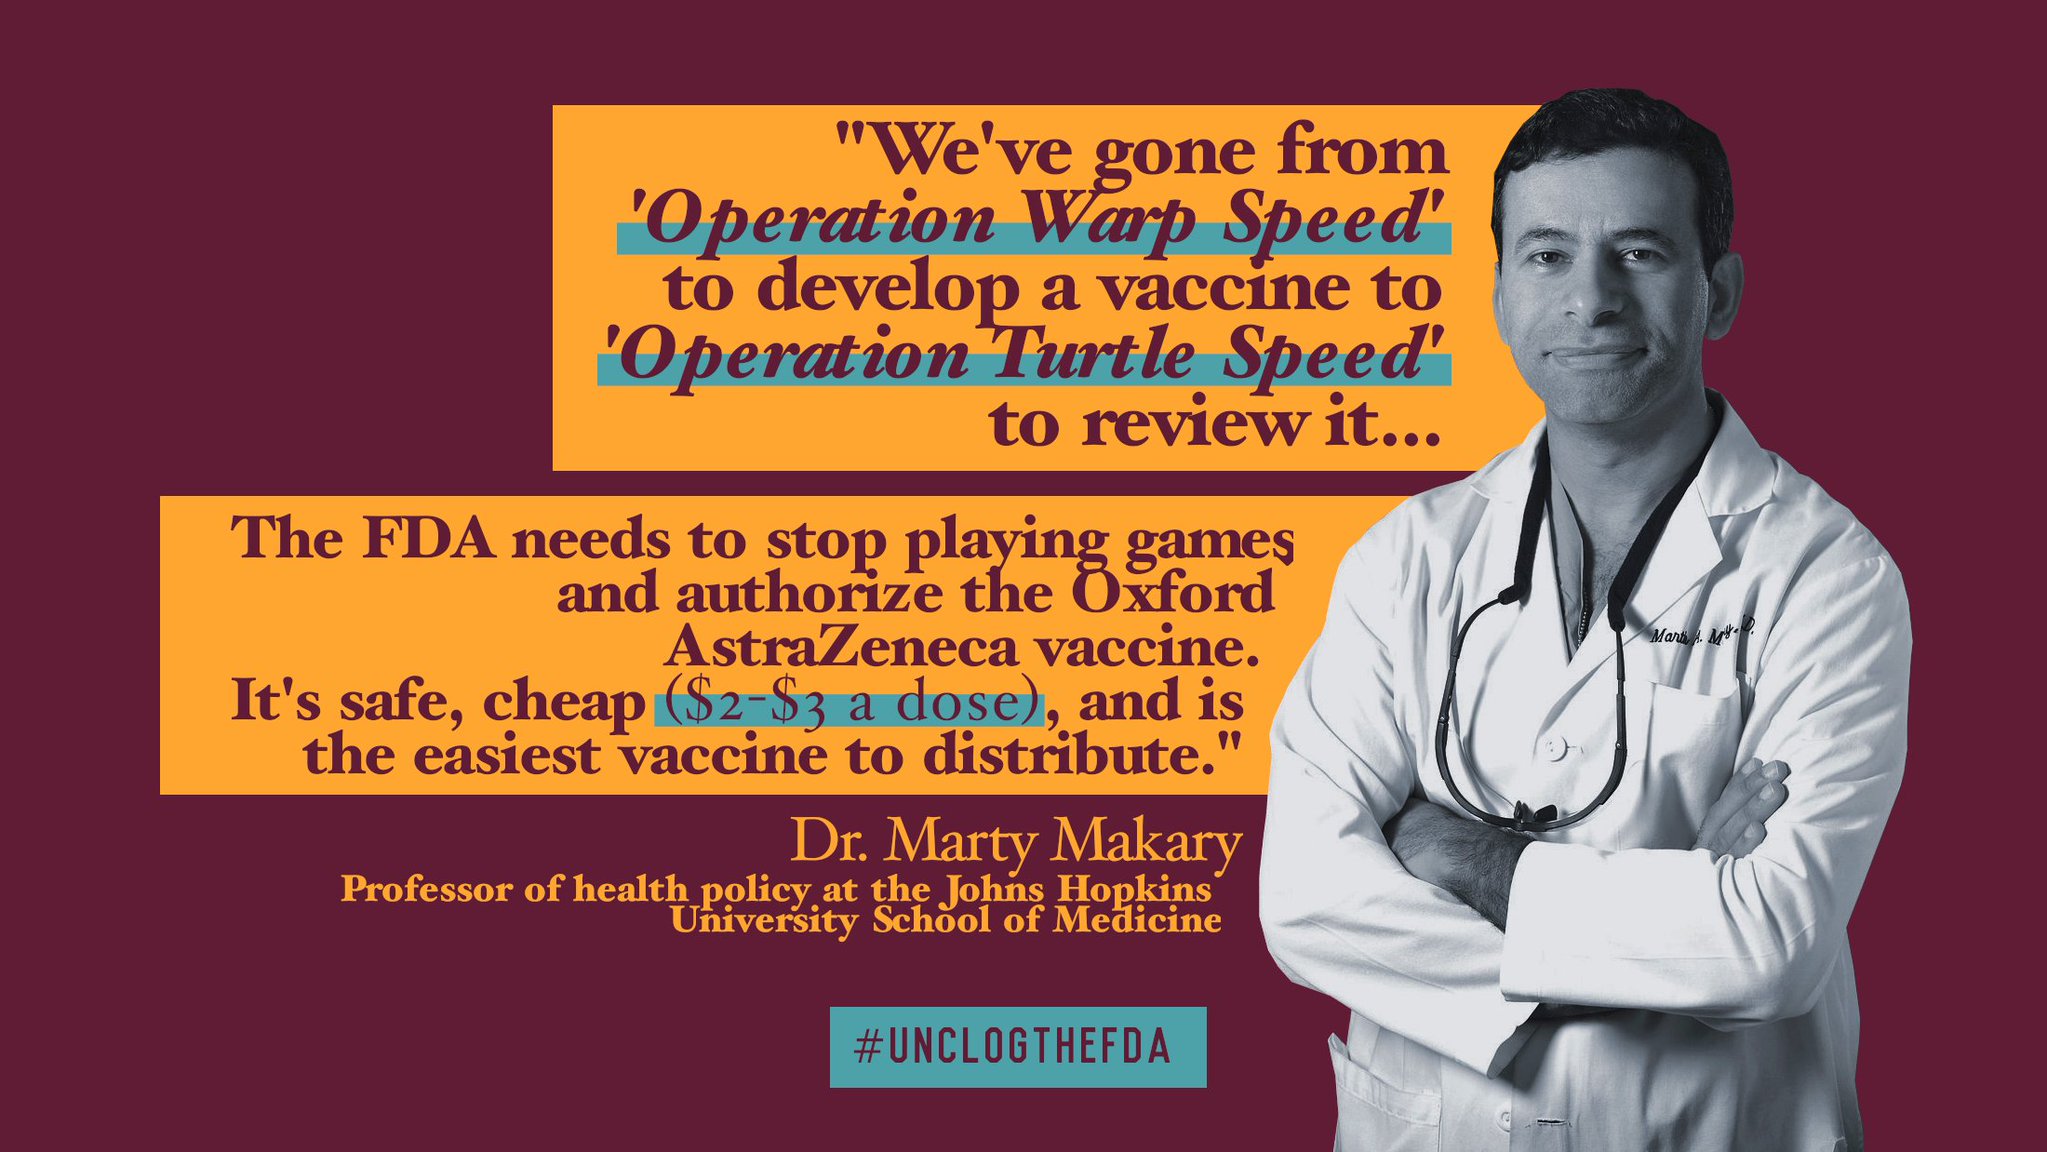 "We've gone from
'Operation Warp Speed'
to develop a vaccine to
'Operation Turtle Speed'
to review it...
The FDA needs to stop playing games
and authorize the Oxford
AstraZeneca vaccine.
It's safe, cheap ($2-$3 a dose), and is
the easiest vaccine to distribute."
Dr. Marty Makary
Professor of health policy at the Johns Hopkins
University School of Medicine
#UNCLOGTHEFDA